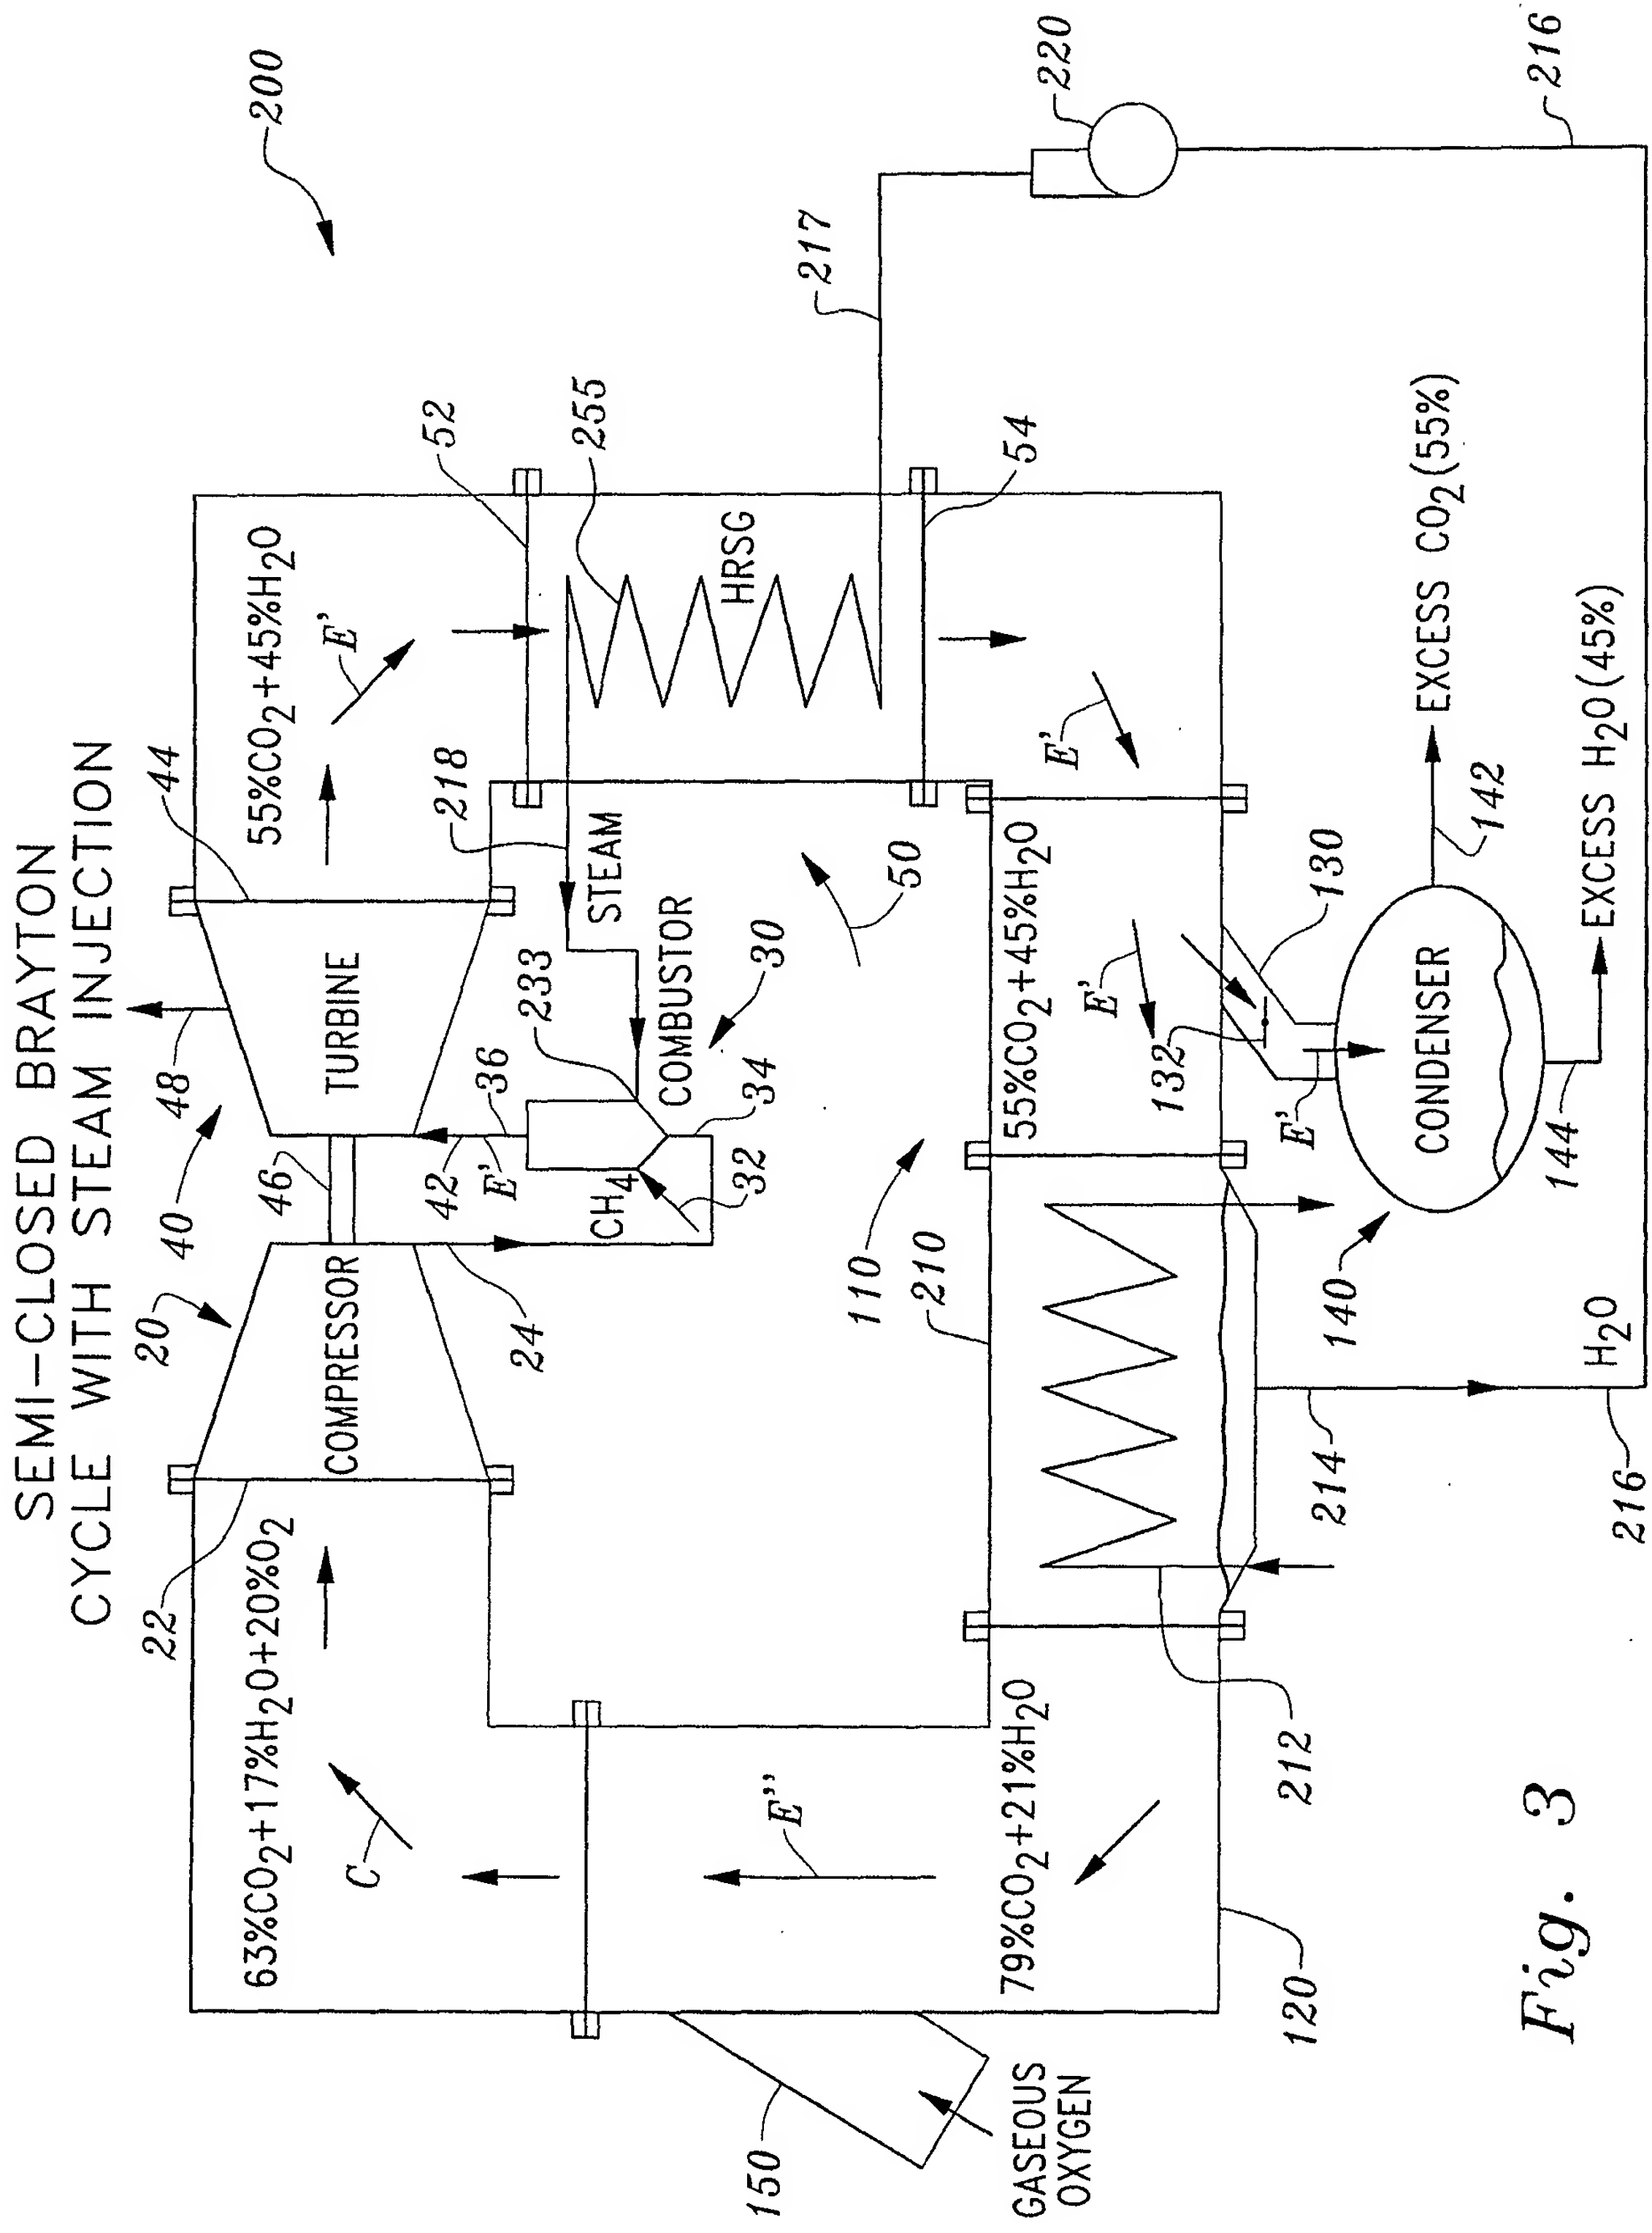 SEMI-CLOSED BRAYTON
CYCLE WITH STEAM INJECTION
200
20
40
48
44
22
46
COMPRESSOR
TURBINE
63%CO2+17%H2O+20%O2
55%CO2+45%H2O
C
E'
52
24
42
E'
36
218
STEAM
255
233
CH4
32
34
COMBUSTOR
30
HRSG
217
50
54
150
GASEOUS
OXYGEN
E''
110
210
220
79%CO2+21%H2O
55%CO2+45%H2O
E'
E'
132
130
E'
120
212
214
140
CONDENSER
142
EXCESS CO2(55%)
144
EXCESS H2O(45%)
H2O
216
216
Fig. 3